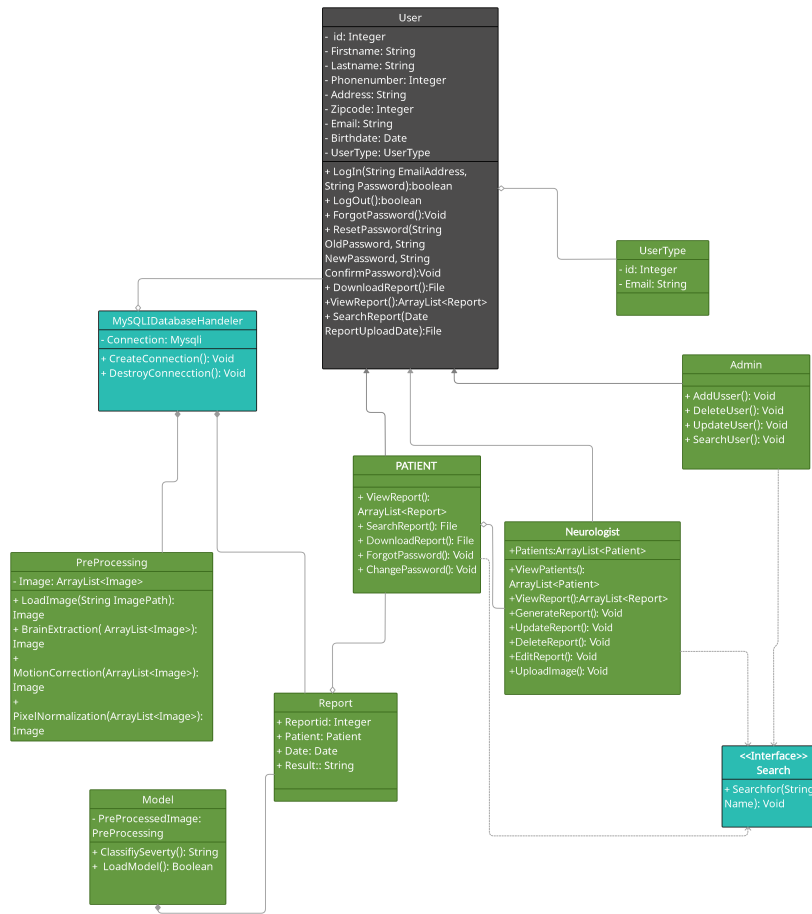 User
-  id: Integer
- Firstname: String
- Lastname: String
- Phonenumber: Integer
- Address: String
- Zipcode: Integer
- Email: String
- Birthdate: Date
- UserType: UserType
+ LogIn(String EmailAddress,
String Password):boolean
+ LogOut():boolean
+ ForgotPassword():Void
+ ResetPassword(String
OldPassword, String
NewPassword, String
ConfirmPassword):Void
+ DownloadReport():File
+ViewReport():ArrayList<Report>
+ SearchReport(Date
ReportUploadDate):File
UserType
- id: Integer
- Email: String
MySQLIDatabaseHandeler
- Connection: Mysqli
+ CreateConnection(): Void
+ DestroyConnecction(): Void
Admin
+ AddUsser(): Void
+ DeleteUser(): Void
+ UpdateUser(): Void
+ SearchUser(): Void
PATIENT
+ ViewReport():
ArrayList<Report>
+ SearchReport(): File
+ DownloadReport(): File
+ ForgotPassword(): Void
+ ChangePassword(): Void
Neurologist
+Patients:ArrayList<Patient>
+ViewPatients():
ArrayList<Patient>
+ViewReport():ArrayList<Report>
+GenerateReport(): Void
+UpdateReport(): Void
+DeleteReport(): Void
+EditReport(): Void
+UploadImage(): Void
PreProcessing
- Image: ArrayList<Image>
+ LoadImage(String ImagePath):
Image
+ BrainExtraction( ArrayList<Image>):
Image
+
MotionCorrection(ArrayList<Image>):
Image
+
PixelNormalization(ArrayList<Image>):
Image
Report
+ Reportid: Integer
+ Patient: Patient
+ Date: Date
+ Result:: String
<<Interface>>
Search
+ Searchfor(String
Name): Void
Model
- PreProcessedImage:
PreProcessing
+ ClassifiySeverty(): String
+  LoadModel(): Boolean